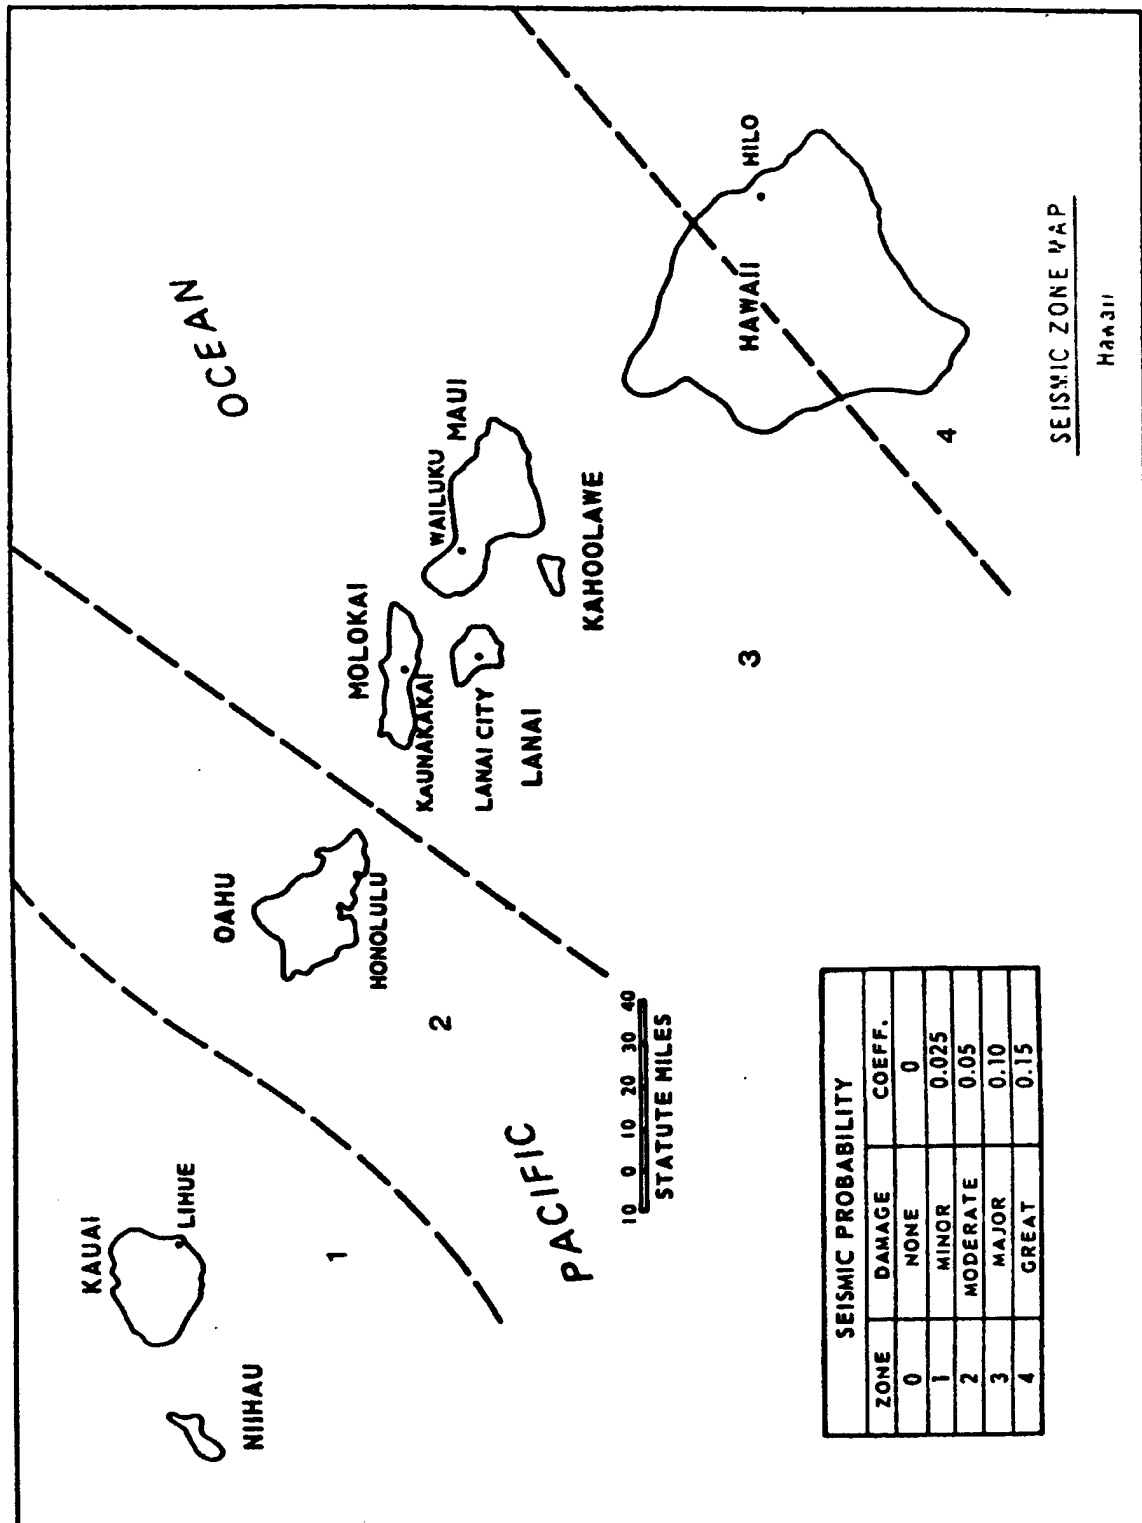 KAUAI
LIHUE
NIIHAU
1
OAHU
HONOLULU
2
MOLOKAI
KAUNAKAKAI
LANAI CITY
LANAI
WAILUKU
MAUI
KAHOOLAWE
3
OCEAN
PACIFIC
HAWAII
HILO
4
10 0 10 20 30 40
STATUTE MILES
SEISMIC PROBABILITY
ZONE DAMAGE COEFF.
0 NONE 0
1 MINOR 0.025
2 MODERATE 0.05
3 MAJOR 0.10
4 GREAT 0.15
SEISMIC ZONE MAP
Hawaii